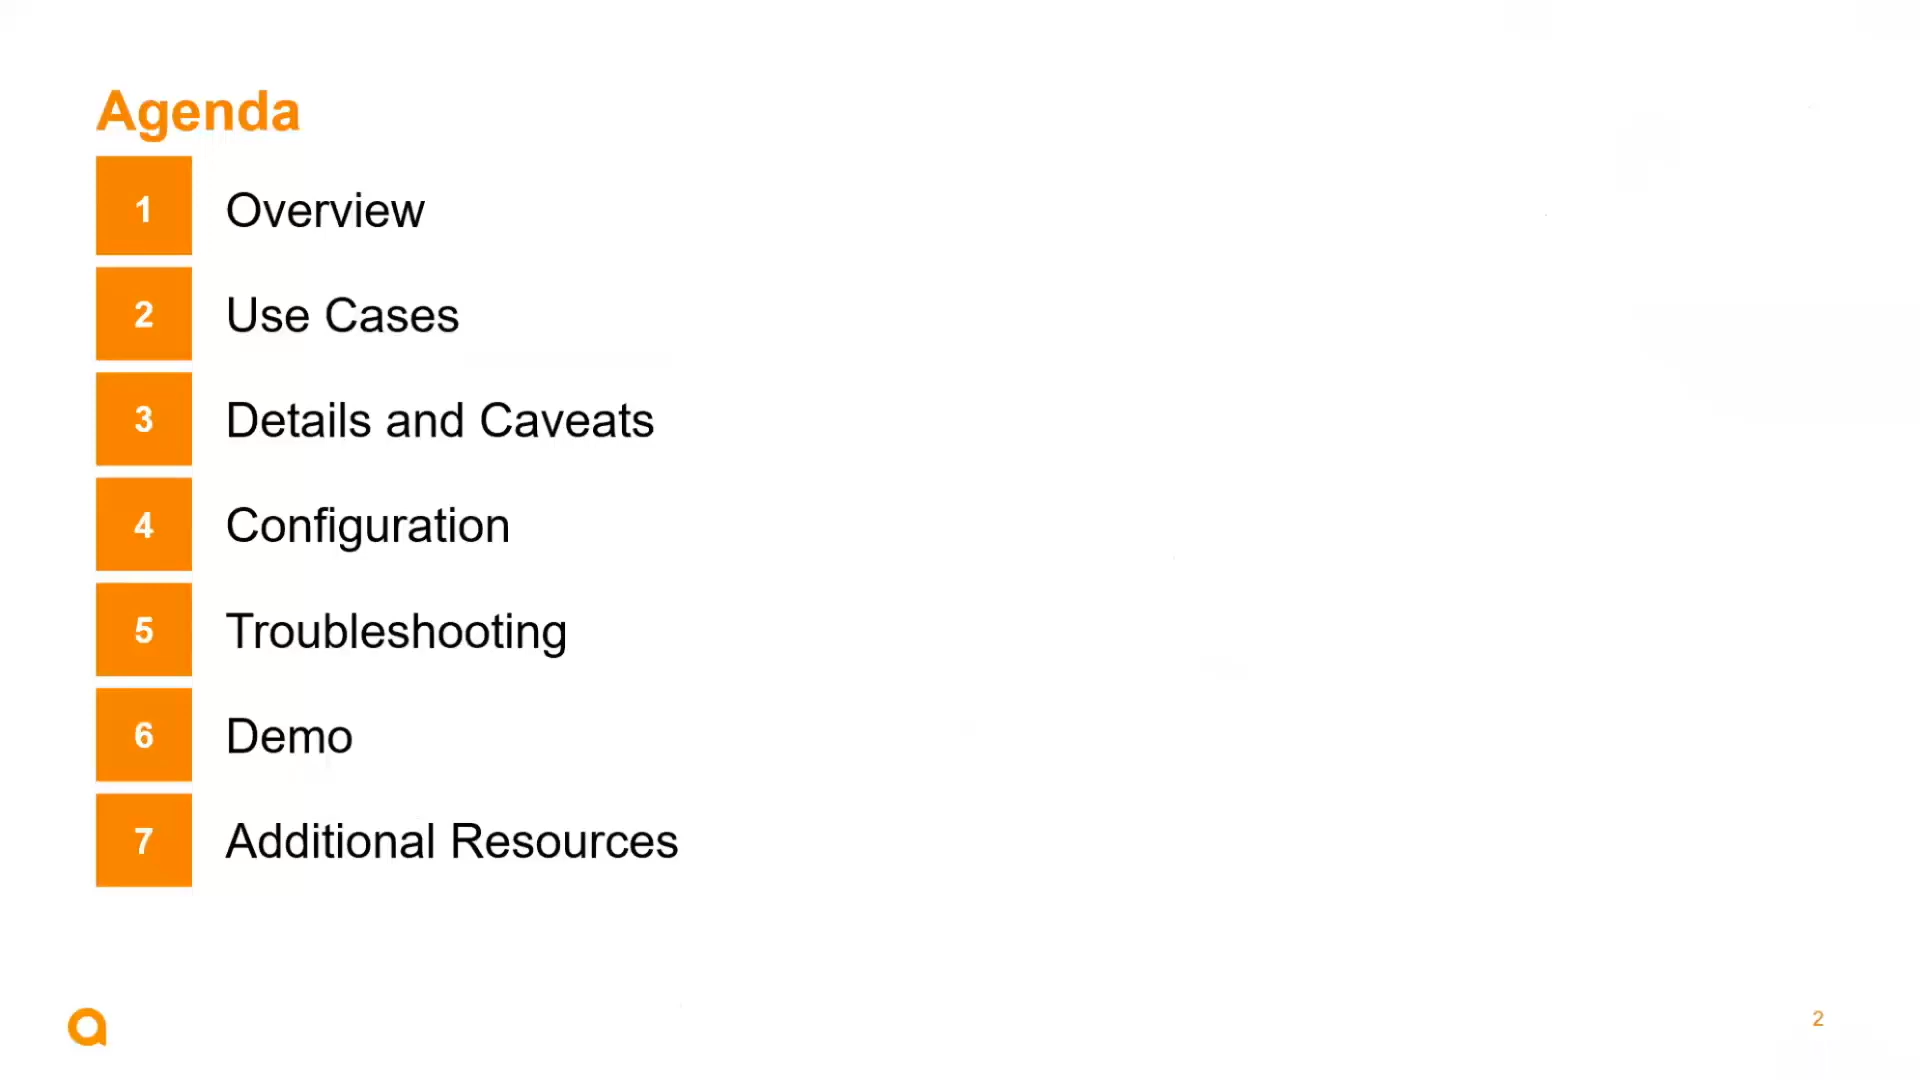 Agenda
1 Overview
2 Use Cases
3 Details and Caveats
4 Configuration
5 Troubleshooting
6 Demo
7 Additional Resources
2